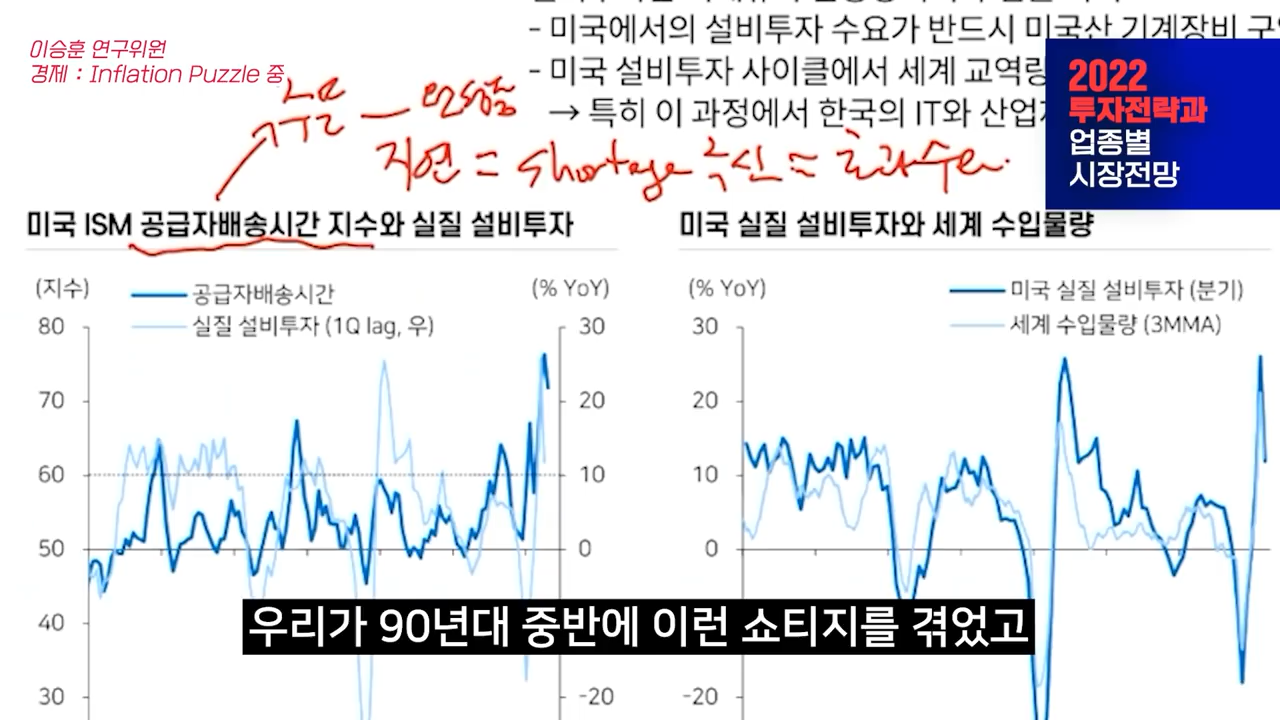 이승훈 연구위원
경제 : Inflation Puzzle 중
- 미국에서의 설비투자 수요가 반드시 미국산 기계장비 구
- 미국 설비투자 사이클에서 세계 교역량
→ 특히 이 과정에서 한국의 IT와 산업
2022
투자전략과
업종별
시장전망
지연 = shortage
미국 ISM 공급자배송시간 지수와 실질 설비투자
(지수)
공급자배송시간
(% YoY)
실질 설비투자 (1Q lag, 우)
80
70
60
50
40
30
30
20
10
0
-20
미국 실질 설비투자와 세계 수입물량
(% YoY)
미국 실질 설비투자 (분기)
세계 수입물량 (3MMA)
30
20
10
0
-20
우리가 90년대 중반에 이런 쇼티지를 겪었고